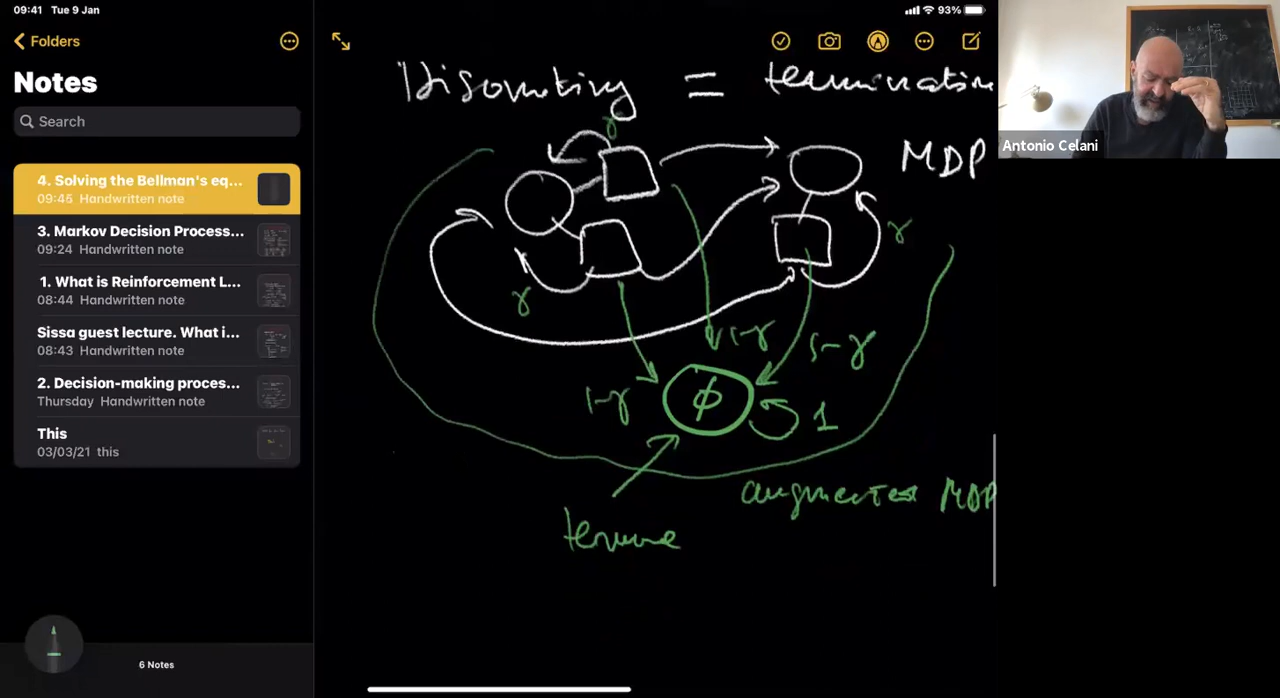 09:41 Tue 9 Jan
93%
Folders
Notes
Search
4. Solving the Bellman's eq...
09:45 Handwritten note
3. Markov Decision Process...
09:24 Handwritten note
1. What is Reinforcement L...
08:44 Handwritten note
Sissa guest lecture. What i...
08:43 Handwritten note
2. Decision-making proces...
Thursday Handwritten note
This
03/03/21 this
6 Notes
Antonio Celani
Discounting = termination
γ
MDP
γ
γ
1-γ
1-γ
1-γ
ϕ
1
augmented MDP